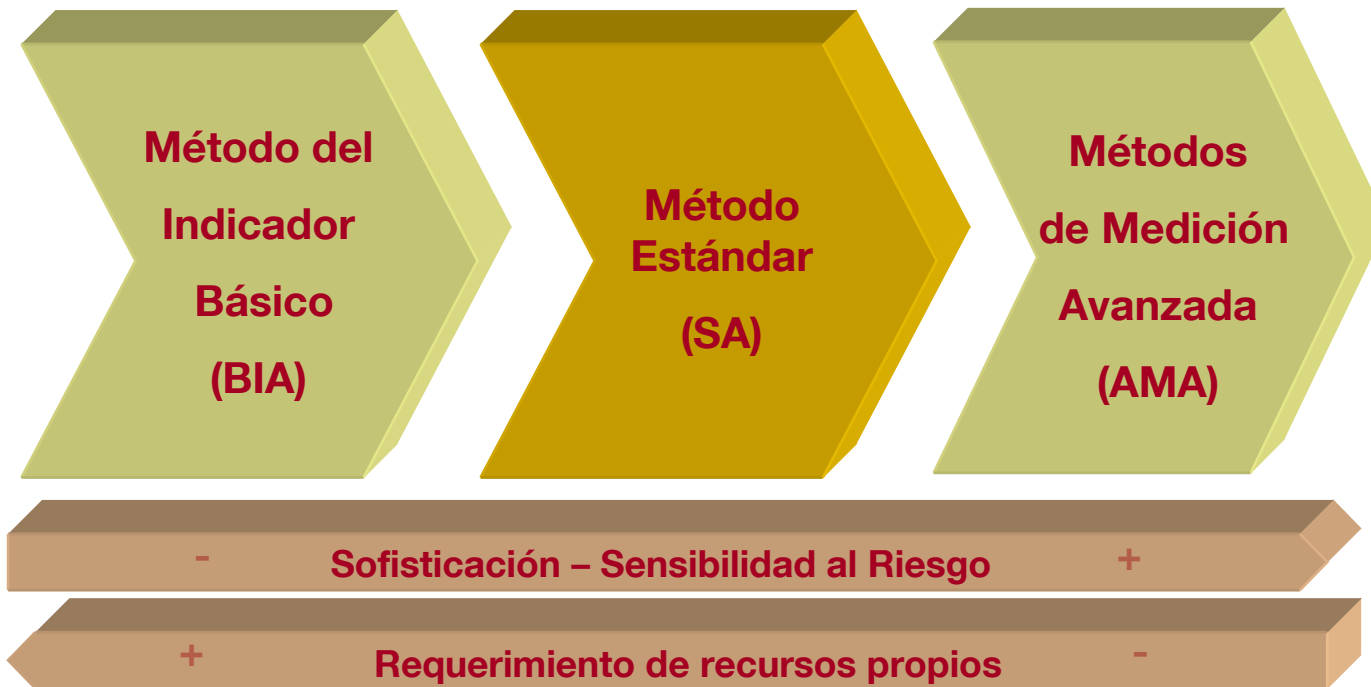 Método del
Indicador
Básico
(BIA)
Método
Estándar
(SA)
Métodos
de Medición
Avanzada
(AMA)
- Sofisticación – Sensibilidad al Riesgo +
+ Requerimiento de recursos propios -